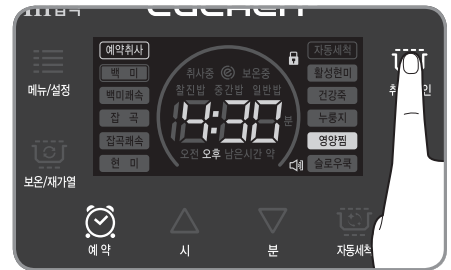 예약취사
백 미
백미쾌속
잡 곡
잡곡쾌속
현 미
취사중 보온중
찰진밥 중간밥 일반밥
4:30 분
오전 오후 남은시간 약
자동세척
활성현미
건강죽
누룽지
영양찜
슬로우쿡
메뉴/설정
보온/재가열
예약
시
분
자동세척